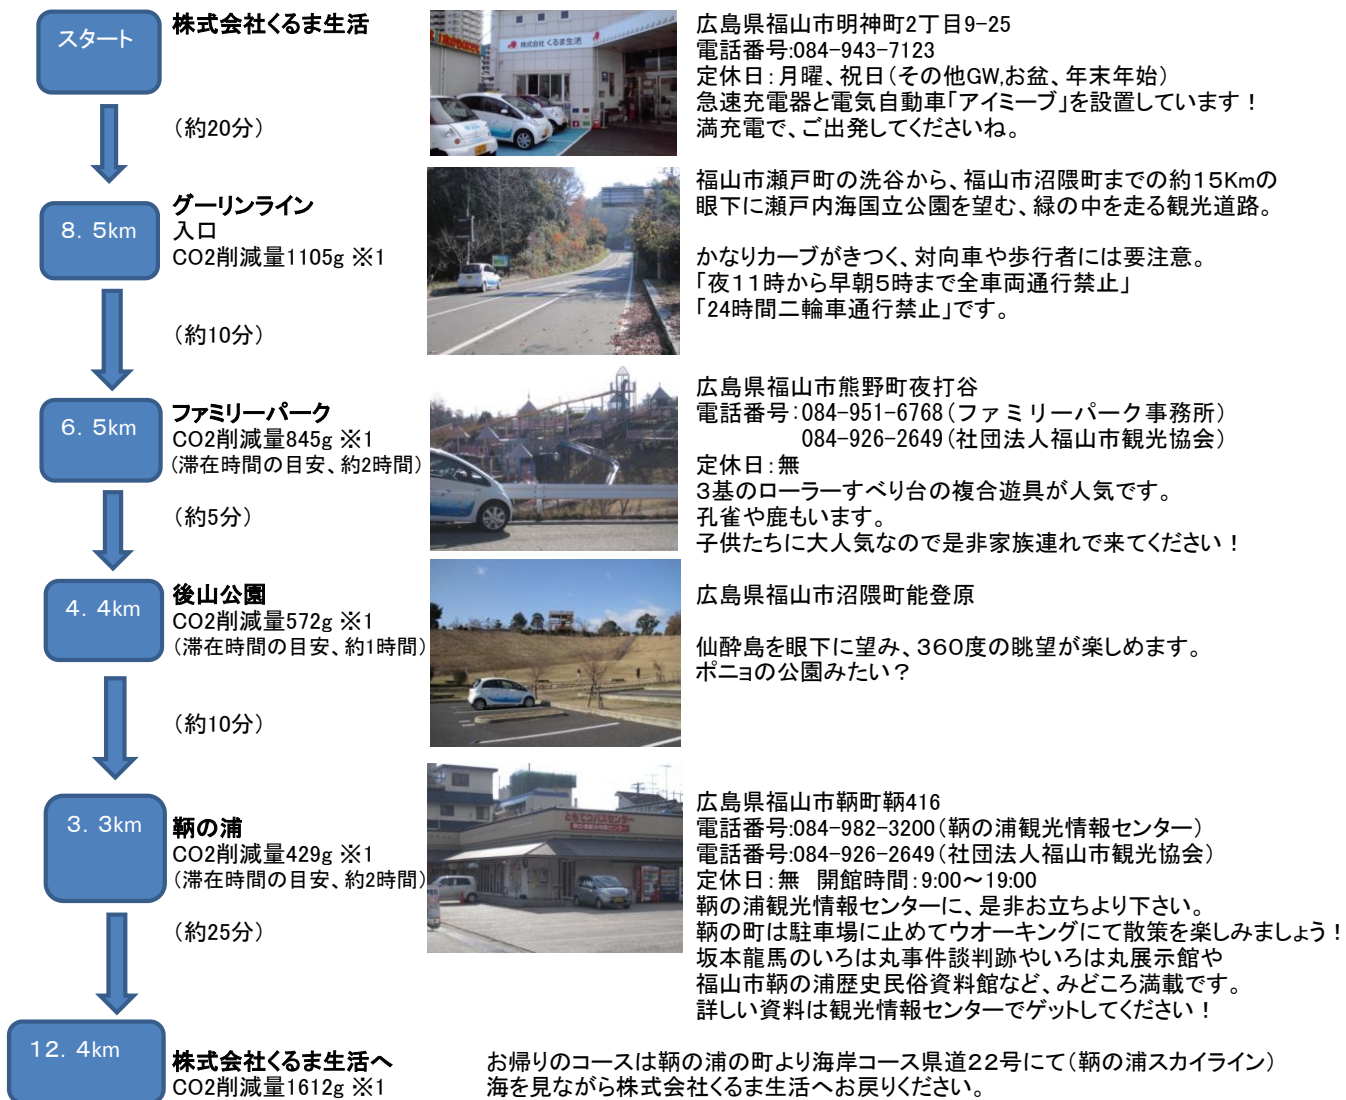 スタート
株式会社くるま生活
株式会社 くるま生活
広島県福山市明神町2丁目9-25
電話番号:084-943-7123
定休日：月曜、祝日（その他GW,お盆、年末年始）
急速充電器と電気自動車「アイミーブ」を設置しています！
満充電で、ご出発してくださいね。
（約20分）
8．5km
グーリンライン
入口
CO2削減量1105g ※1
福山市瀬戸町の洗谷から、福山市沼隈町までの約１５Kmの
眼下に瀬戸内海国立公園を望む、緑の中を走る観光道路。
かなりカーブがきつく、対向車や歩行者には要注意。
「夜１１時から早朝５時まで全車両通行禁止」
「24時間二輪車通行禁止」です。
（約10分）
6．5km
ファミリーパーク
CO2削減量845g ※1
（滞在時間の目安、約2時間）
広島県福山市熊野町夜打谷
電話番号：084-951-6768（ファミリーパーク事務所）
084-926-2649（社団法人福山市観光協会）
定休日：無
３基のローラーすべり台の複合遊具が人気です。
孔雀や鹿もいます。
子供たちに大人気なので是非家族連れで来てください！
（約5分）
4．4km
後山公園
CO2削減量572g ※1
（滞在時間の目安、約1時間）
広島県福山市沼隈町能登原
仙酔島を眼下に望み、３６０度の眺望が楽しめます。
ポニョの公園みたい？
（約10分）
3．3km
鞆の浦
CO2削減量429g ※1
（滞在時間の目安、約2時間）
ともてつバスセンター
広島県福山市鞆町鞆416
電話番号:084-982-3200（鞆の浦観光情報センター）
電話番号:084-926-2649（社団法人福山市観光協会）
定休日：無　開館時間：9:00～19:00
鞆の浦観光情報センターに、是非お立ちより下さい。
鞆の町は駐車場に止めてウオーキングにて散策を楽しみましょう！
坂本龍馬のいろは丸事件談判跡やいろは丸展示館や
福山市鞆の浦歴史民俗資料館など、みどころ満載です。
詳しい資料は観光情報センターでゲットしてください！
（約25分）
12．4km
株式会社くるま生活へ
CO2削減量1612g ※1
お帰りのコースは鞆の浦の町より海岸コース県道２２号にて（鞆の浦スカイライン）
海を見ながら株式会社くるま生活へお戻りください。